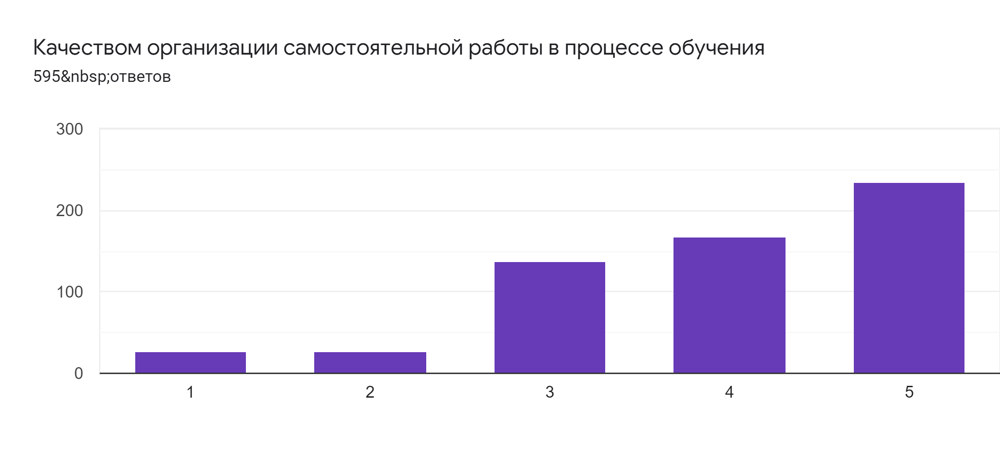 Качеством организации самостоятельной работы в процессе обучения
595&nbsp;ответов
300
200
100
0
1 2 3 4 5